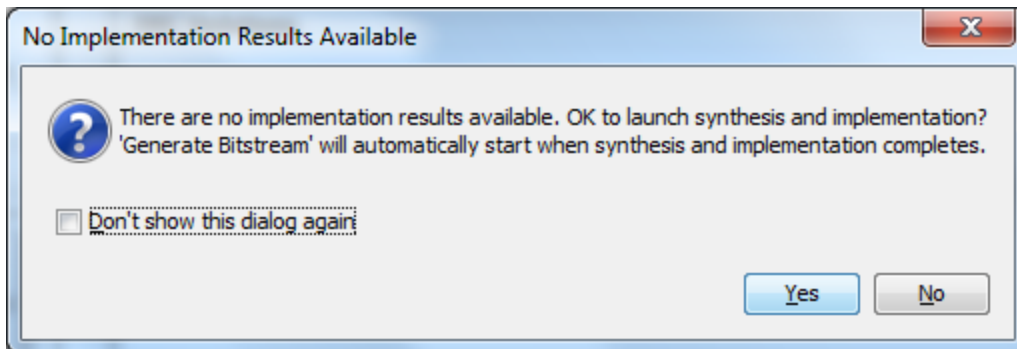 No Implementation Results Available
There are no implementation results available. OK to launch synthesis and implementation?
'Generate Bitstream' will automatically start when synthesis and implementation completes.
Don't show this dialog again
Yes
No